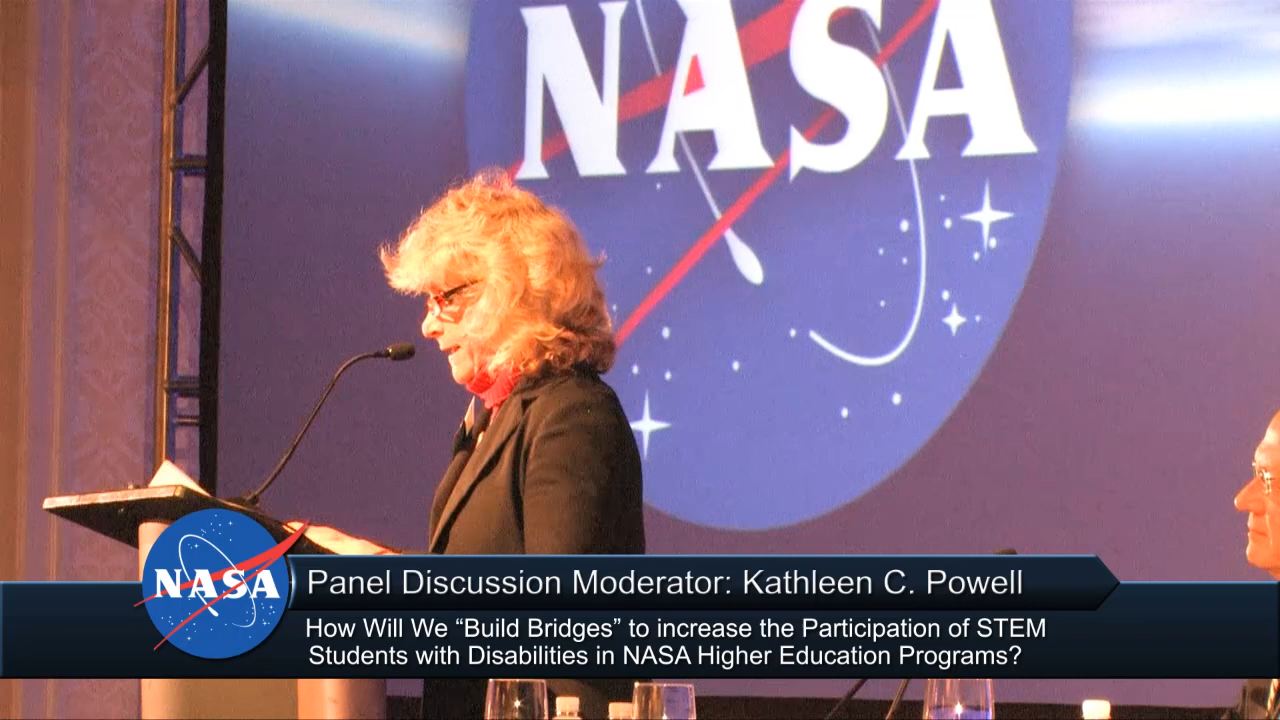 NASA
NASA
Panel Discussion Moderator: Kathleen C. Powell
How Will We “Build Bridges” to increase the Participation of STEM
Students with Disabilities in NASA Higher Education Programs?